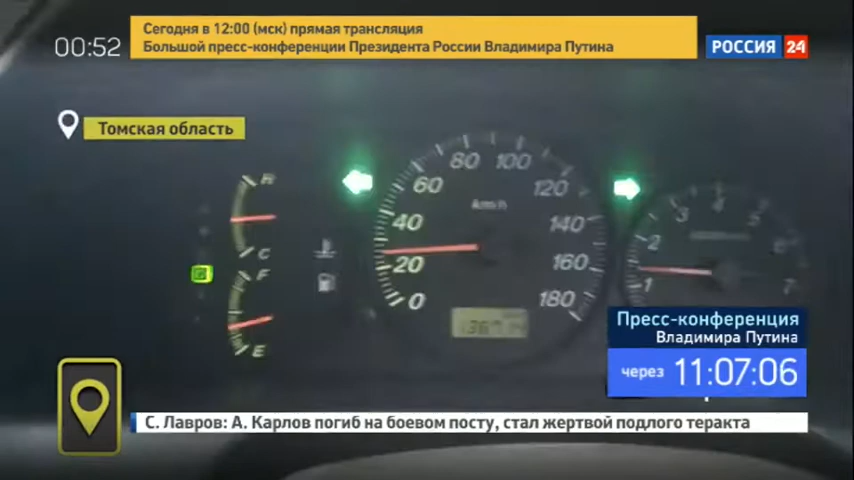 00:52
Сегодня в 12:00 (мск) прямая трансляция
Большой пресс-конференции Президента России Владимира Путина
РОССИЯ 24
Томская область
H
C
F
E
0
20
40
60
80
100
120
140
160
180
km/h
1
2
3
4
5
6
7
Пресс-конференция
Владимира Путина
через 11:07:06
С. Лавров: А. Карлов погиб на боевом посту, стал жертвой подлого теракта